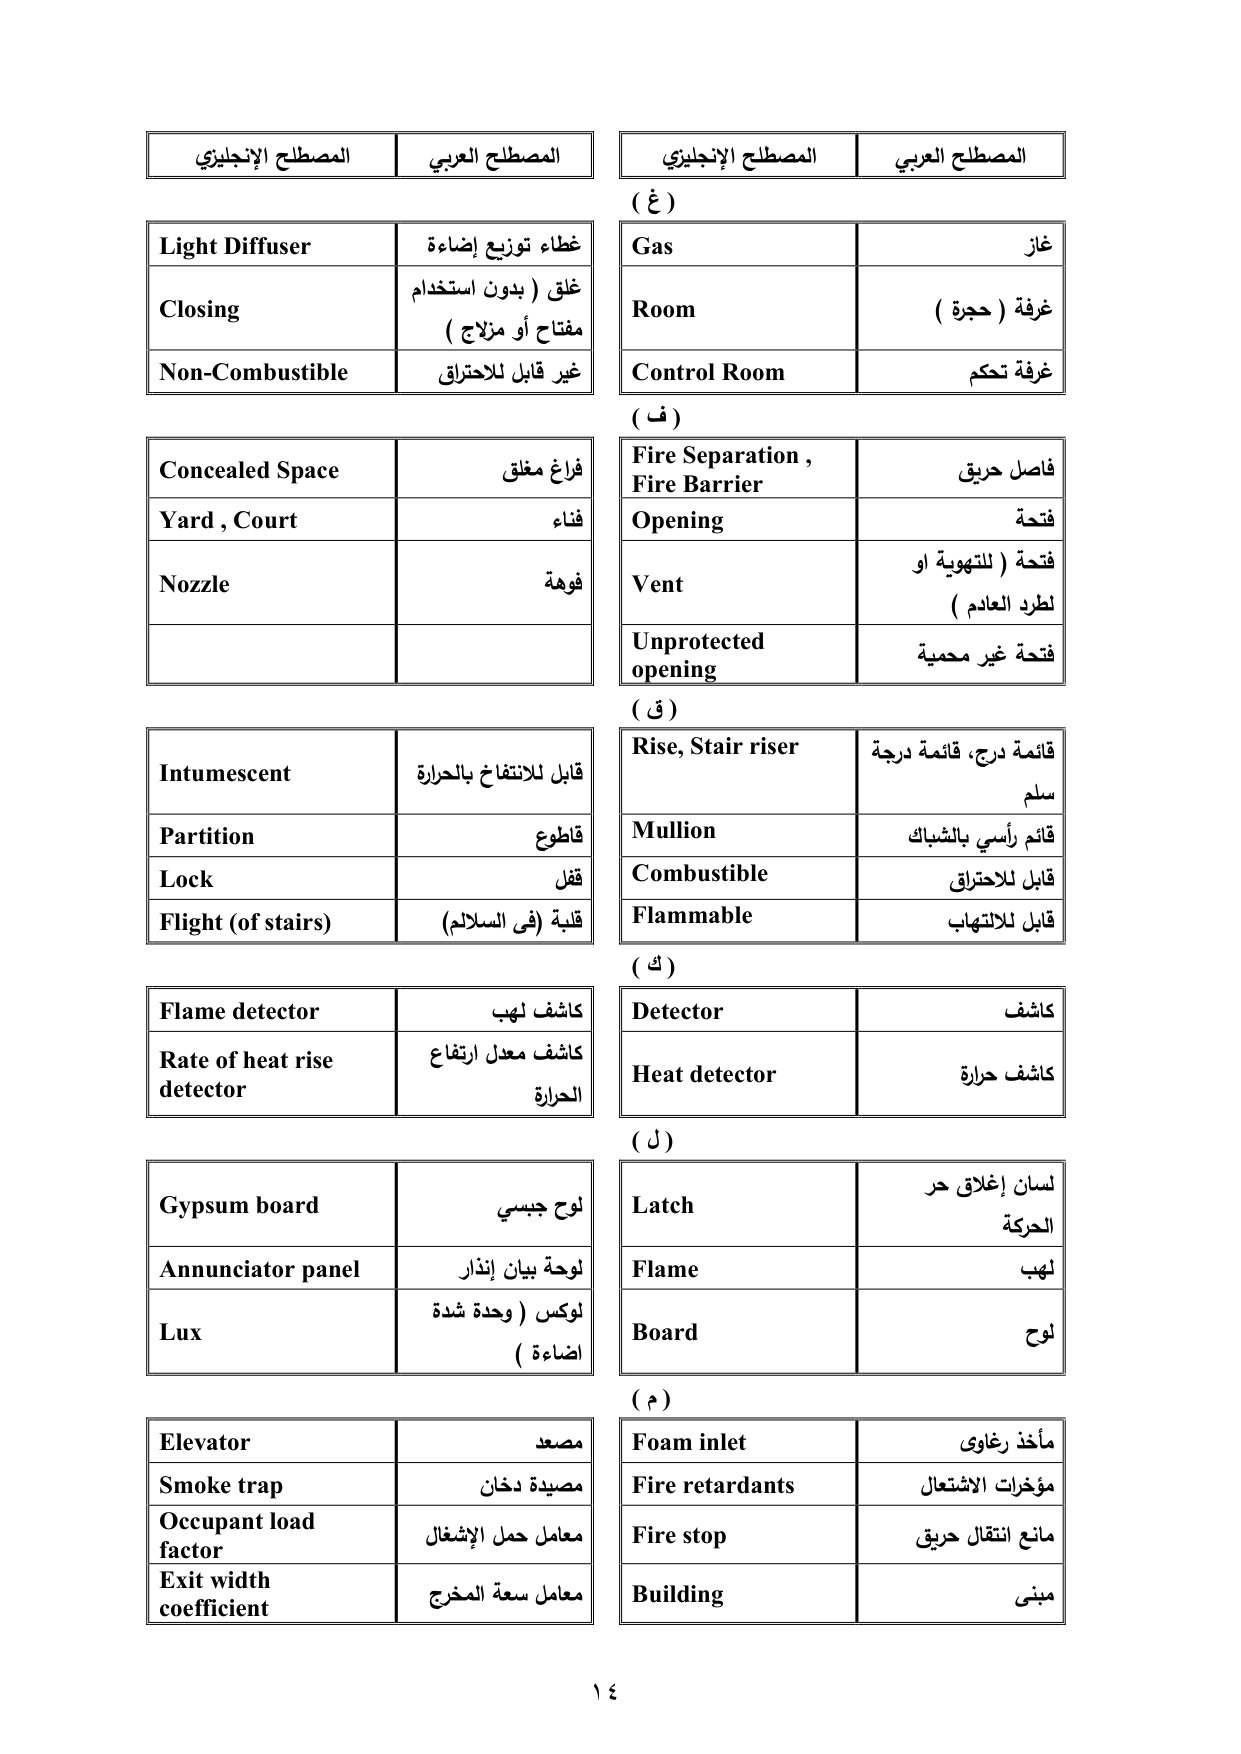 المصطلح العربي المصطلح الإنجليزي المصطلح العربي المصطلح الإنجليزي
( غ )
غاز Gas غطاء توزيع إضاءة Light Diffuser
غرفة ( حجرة ) Room غلق ( بدون استخدام
مفتاح أو مزلاج ) Closing
غرفة تحكم Control Room غير قابل للاحتراق Non-Combustible
( ف )
فاصل حريق Fire Separation ,
Fire Barrier فراغ مغلق Concealed Space
فتحة Opening فناء Yard , Court
فتحة ( للتهوية او
لطرد العادم ) Vent فوهة Nozzle
فتحة غير محمية Unprotected
opening
( ق )
قائمة درج، قائمة درجة
سلم Rise, Stair riser قابل للانتفاخ بالحرارة Intumescent
قائم رأسي بالشباك Mullion قاطوع Partition
قابل للاحتراق Combustible قفل Lock
قابل للالتهاب Flammable قلبة (فى السلالم) Flight (of stairs)
( ك )
كاشف Detector كاشف لهب Flame detector
كاشف حرارة Heat detector كاشف معدل ارتفاع
الحرارة Rate of heat rise
detector
( ل )
لسان إغلاق حر
الحركة Latch لوح جبسي Gypsum board
لهب Flame لوحة بيان إنذار Annunciator panel
لوح Board لوكس ( وحدة شدة
اضاءة ) Lux
( م )
مأخذ رغاوى Foam inlet مصعد Elevator
مؤخرات الاشتعال Fire retardants مصيدة دخان Smoke trap
مانع انتقال حريق Fire stop معامل حمل الإشغال Occupant load
factor
مبنى Building معامل سعة المخرج Exit width
coefficient
١٤